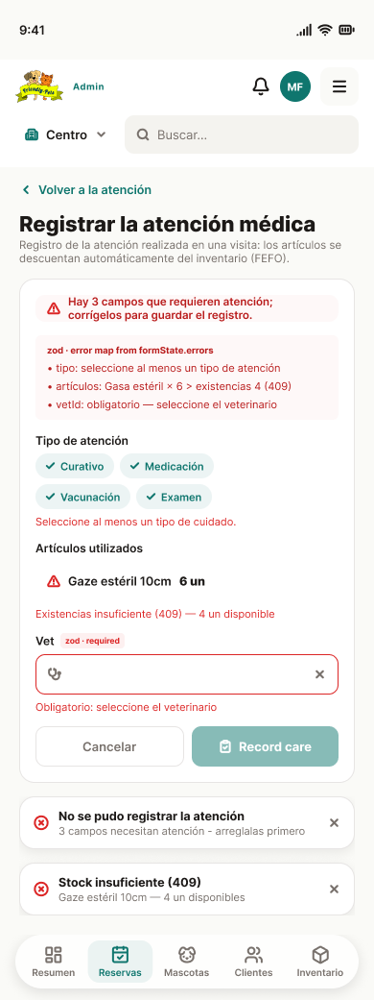 9:41
Friendly-Pets
Admin
MF
Centro
Buscar...
Volver a la atención
Registrar la atención médica
Registro de la atención realizada en una visita: los artículos se
descuentan automáticamente del inventario (FEFO).
Hay 3 campos que requieren atención;
corrígelos para guardar el registro.
zod · error map from formState.errors
• tipo: seleccione al menos un tipo de atención
• artículos: Gasa estéril × 6 > existencias 4 (409)
• vetId: obligatorio — seleccione el veterinario
Tipo de atención
Curativo Medicación
Vacunación Examen
Seleccione al menos un tipo de cuidado.
Artículos utilizados
Gaze estéril 10cm 6 un
Existencias insuficiente (409) — 4 un disponible
Vet zod · required
Obligatorio: seleccione el veterinario
Cancelar Record care
No se pudo registrar la atención
3 campos necesitan atención - arreglalas primero
Stock insuficiente (409)
Gaze estéril 10cm — 4 un disponibles
Resumen Reservas Mascotas Clientes Inventario